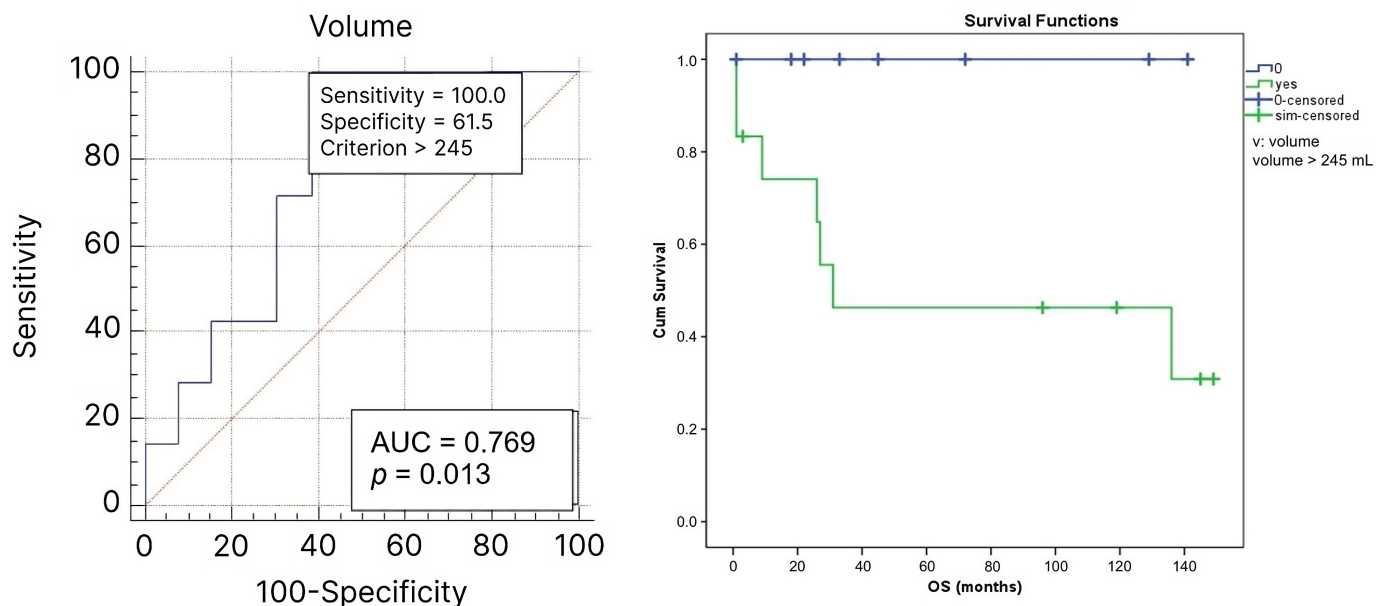 Volume
100
80
60
40
20
0
Sensitivity
Sensitivity = 100.0
Specificity = 61.5
Criterion > 245
AUC = 0.769
p = 0.013
0 20 40 60 80 100
100-Specificity
Survival Functions
1.0
0.8
0.6
0.4
0.2
0.0
Cum Survival
0 20 40 60 80 100 120 140
OS (months)
0
yes
0-censored
sim-censored
v: volume
volume > 245 mL